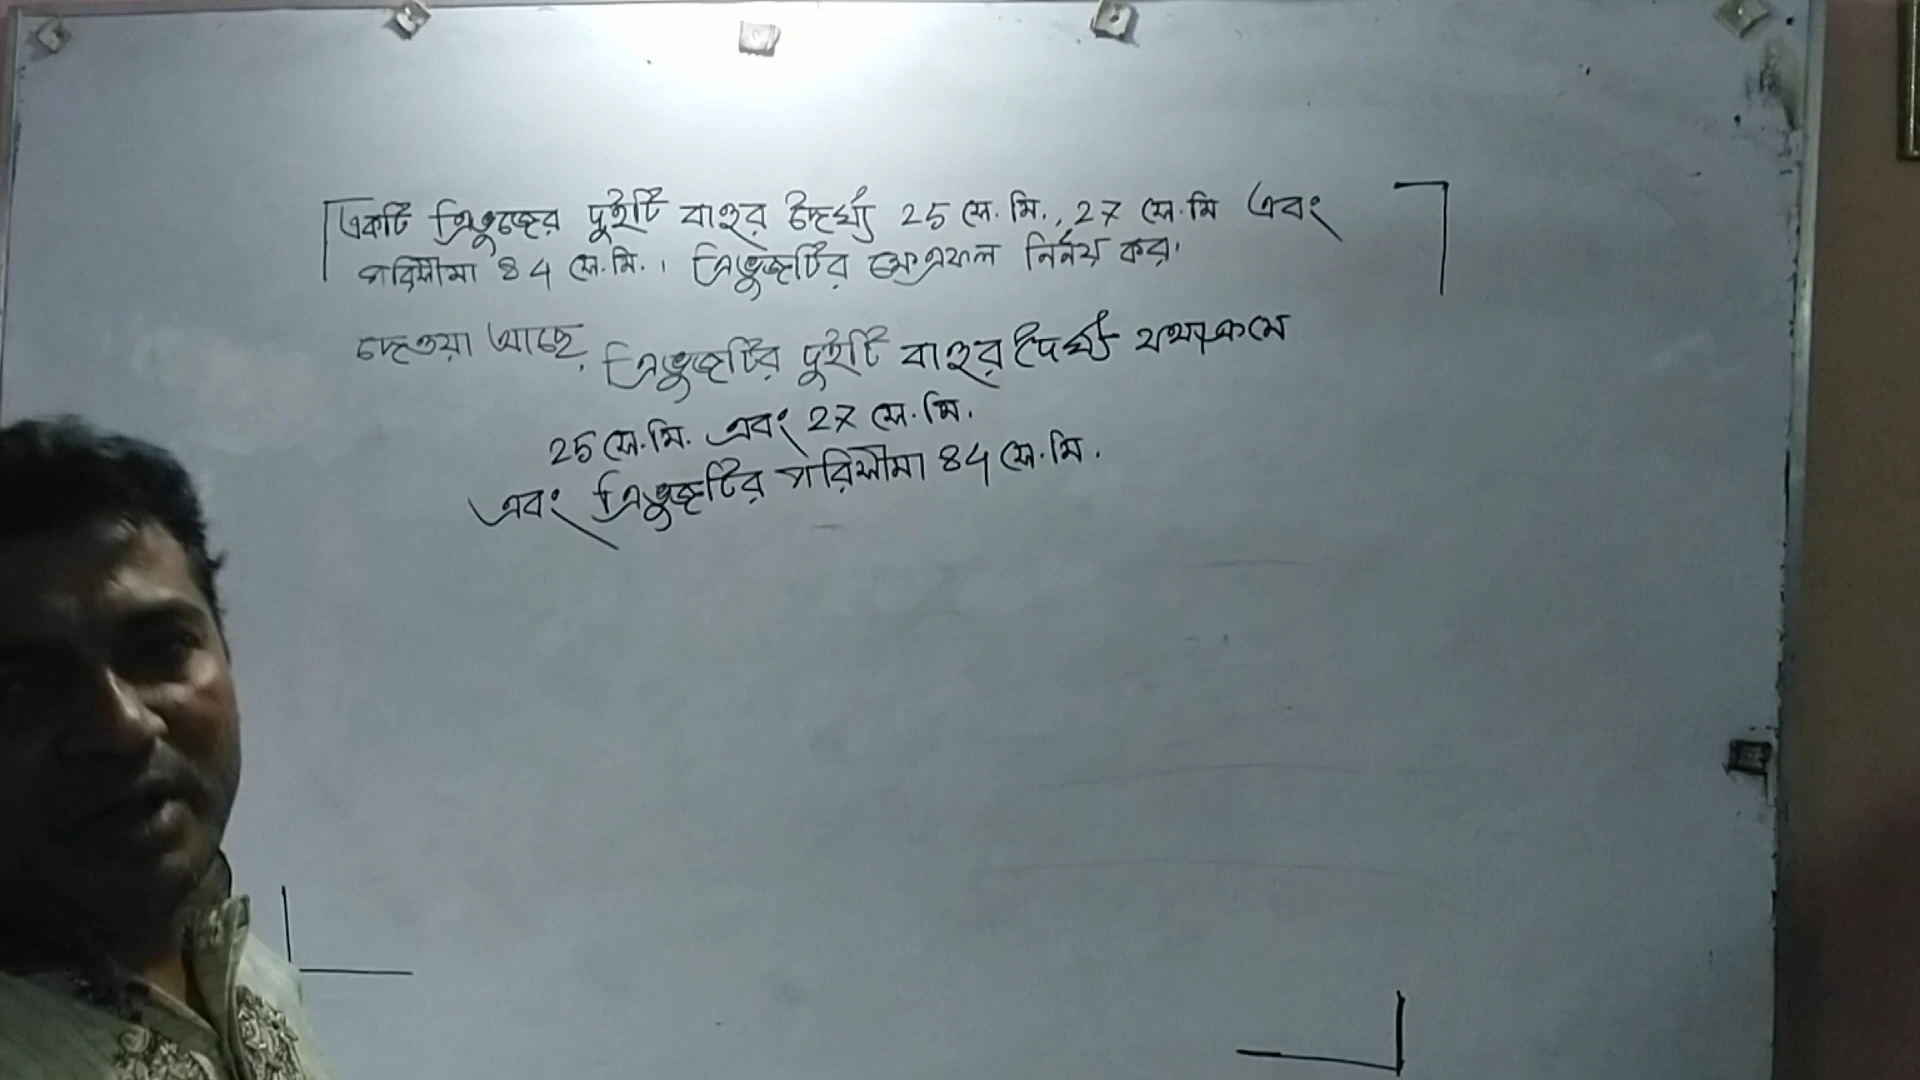 একটি ত্রিভুজের দুইটি বাহুর দৈর্ঘ্য 25 সে. মি., 27 সে. মি এবং
পরিসীমা 84 সে. মি.। ত্রিভুজটির ক্ষেত্রফল নির্নয় কর।
দেওয়া আছে, ত্রিভুজটির দুইটি বাহুর দৈর্ঘ্য যথাক্রমে
25 সে. মি. এবং 27 সে. মি.
এবং ত্রিভুজটির পরিসীমা 84 সে. মি.